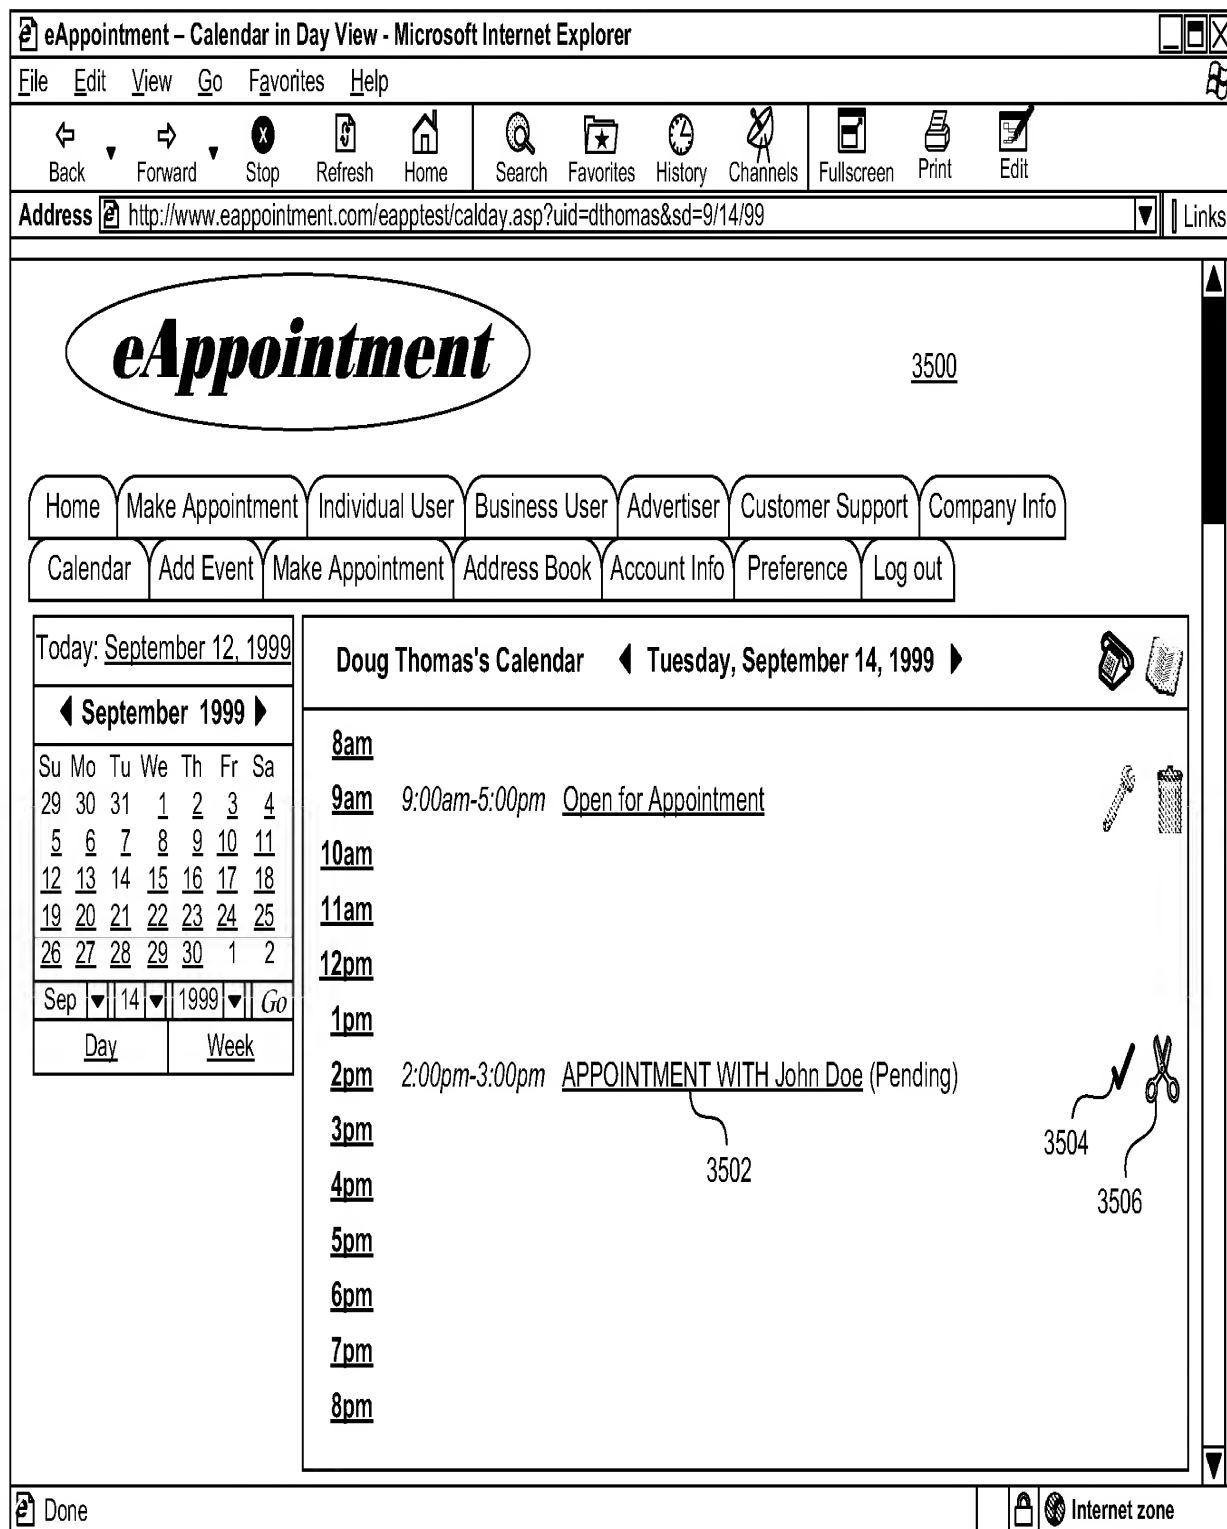 eAppointment – Calendar in Day View - Microsoft Internet Explorer
File Edit View Go Favorites Help
Back Forward Stop Refresh Home Search Favorites History Channels Fullscreen Print Edit
Address http://www.eappointment.com/eapptest/calday.asp?uid=dthomas&sd=9/14/99 Links
eAppointment
3500
Home Make Appointment Individual User Business User Advertiser Customer Support Company Info
Calendar Add Event Make Appointment Address Book Account Info Preference Log out
Today: September 12, 1999
September 1999
Su Mo Tu We Th Fr Sa
29 30 31 1 2 3 4
5 6 7 8 9 10 11
12 13 14 15 16 17 18
19 20 21 22 23 24 25
26 27 28 29 30 1 2
Sep 14 1999 Go
Day Week
Doug Thomas's Calendar Tuesday, September 14, 1999
8am
9am 9:00am-5:00pm Open for Appointment
10am
11am
12pm
1pm
2pm 2:00pm-3:00pm APPOINTMENT WITH John Doe (Pending)
3pm
3504
3502
4pm
3506
5pm
6pm
7pm
8pm
Done Internet zone